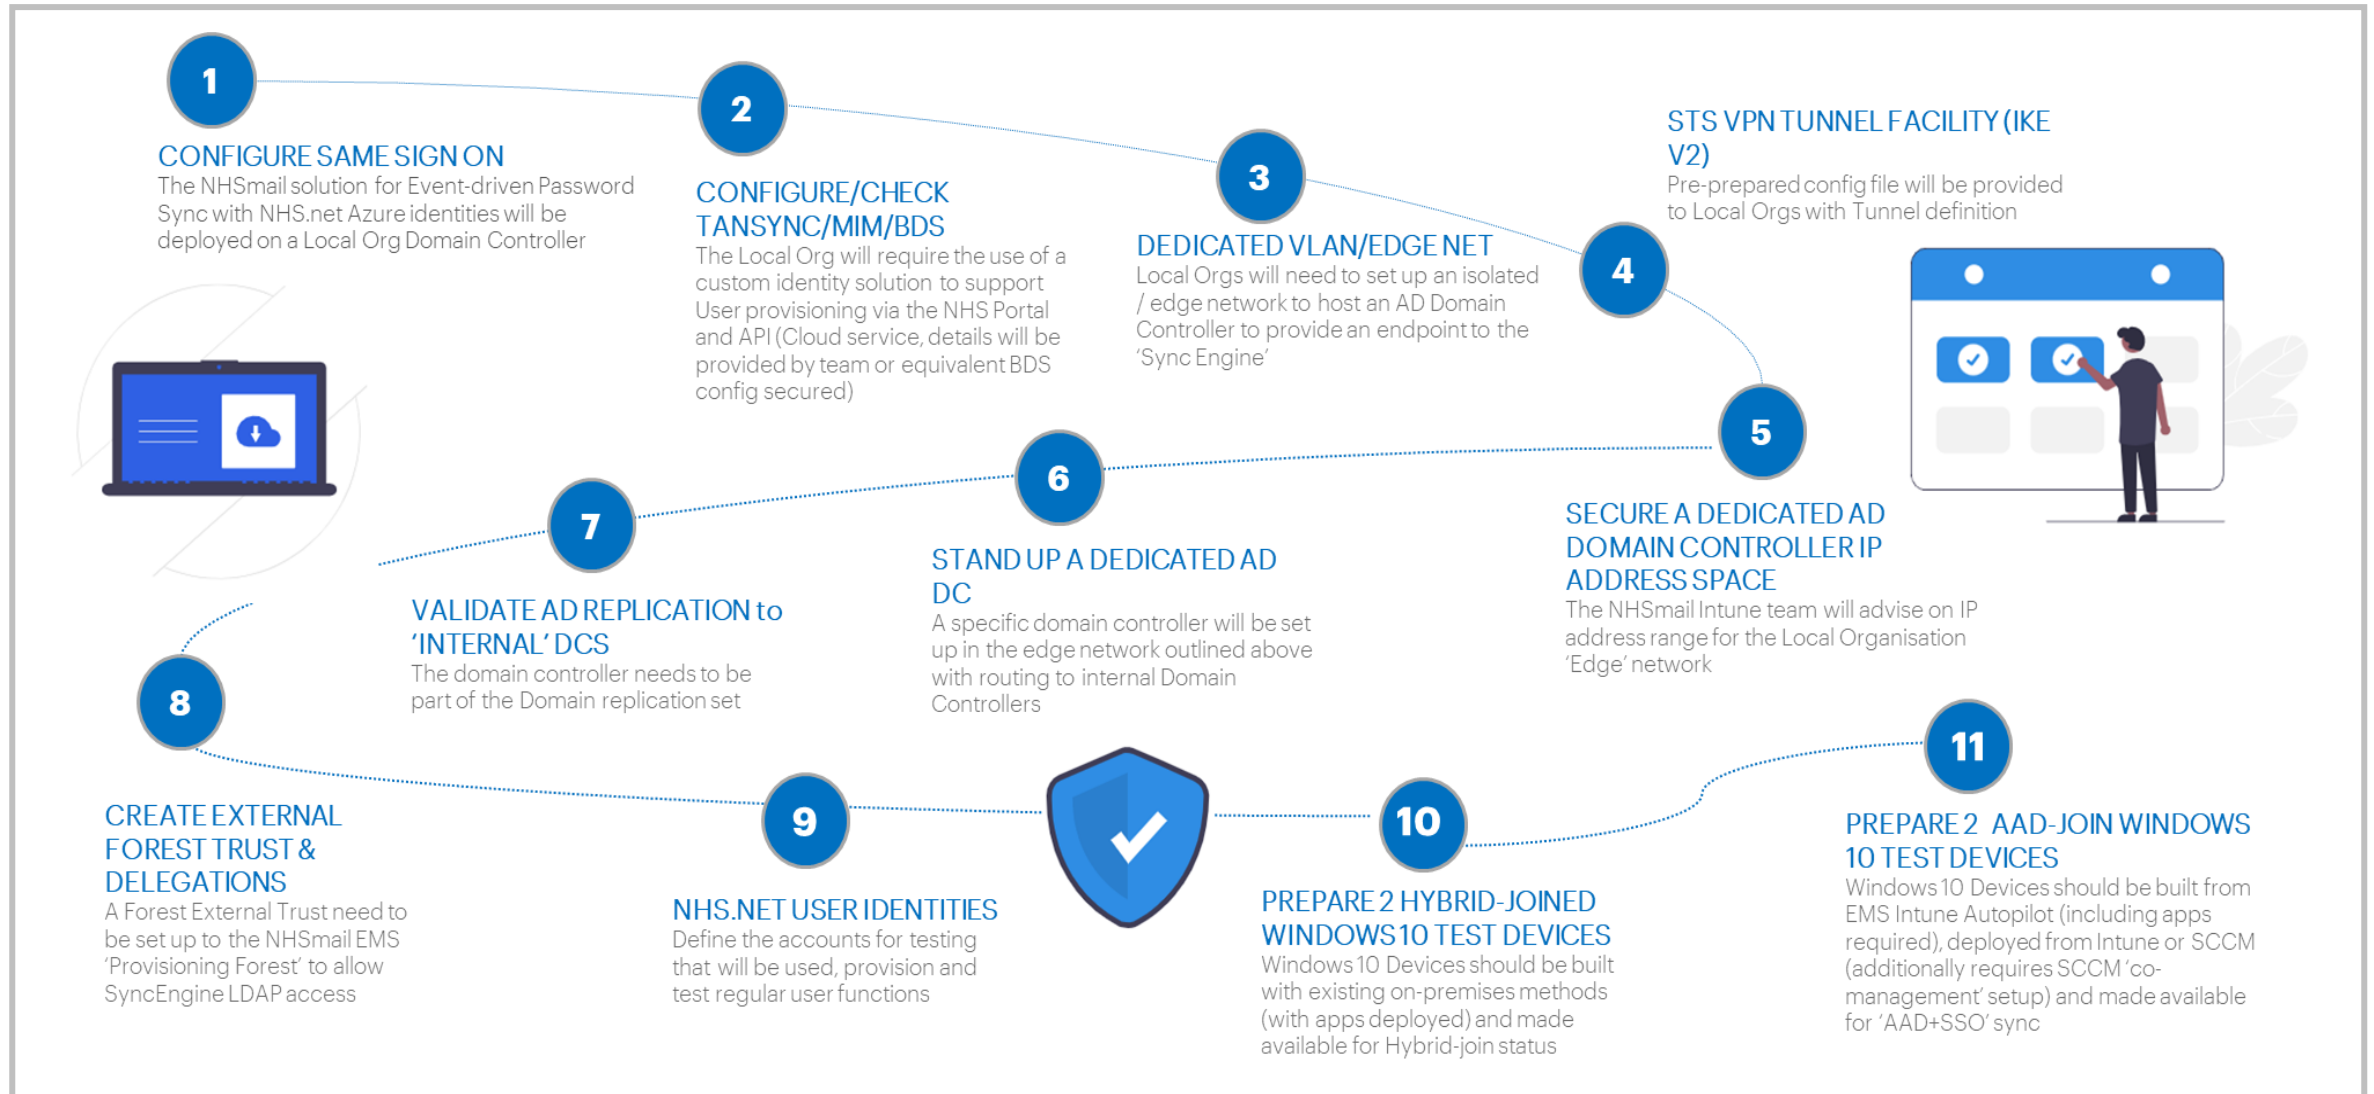 1
CONFIGURE SAME SIGN ON
The NHSmail solution for Event-driven Password
Sync with NHS.net Azure identities will be
deployed on a Local Org Domain Controller
2
CONFIGURE/CHECK
TANSYNC/MIM/BDS
The Local Org will require the use of a
custom identity solution to support
User provisioning via the NHS Portal
and API (Cloud service, details will be
provided by team or equivalent BDS
config secured)
3
DEDICATED VLAN/EDGE NET
Local Orgs will need to set up an isolated
/ edge network to host an AD Domain
Controller to provide an endpoint to the
‘Sync Engine’
4
STS VPN TUNNEL FACILITY (IKE
V2)
Pre-prepared config file will be provided
to Local Orgs with Tunnel definition
5
SECURE A DEDICATED AD
DOMAIN CONTROLLER IP
ADDRESS SPACE
The NHSmail Intune team will advise on IP
address range for the Local Organisation
‘Edge’ network
6
STAND UP A DEDICATED AD
DC
A specific domain controller will be set
up in the edge network outlined above
with routing to internal Domain
Controllers
7
VALIDATE AD REPLICATION to
‘INTERNAL’ DCS
The domain controller needs to be
part of the Domain replication set
8
CREATE EXTERNAL
FOREST TRUST &
DELEGATIONS
A Forest External Trust need to
be set up to the NHSmail EMS
‘Provisioning Forest’ to allow
SyncEngine LDAP access
9
NHS.NET USER IDENTITIES
Define the accounts for testing
that will be used, provision and
test regular user functions
10
PREPARE 2 HYBRID-JOINED
WINDOWS 10 TEST DEVICES
Windows 10 Devices should be built
with existing on-premises methods
(with apps deployed) and made
available for Hybrid-join status
11
PREPARE 2 AAD-JOIN WINDOWS
10 TEST DEVICES
Windows 10 Devices should be built from
EMS Intune Autopilot (including apps
required), deployed from Intune or SCCM
(additionally requires SCCM ‘co-
management’ setup) and made available
for ‘AAD+SSO’ sync